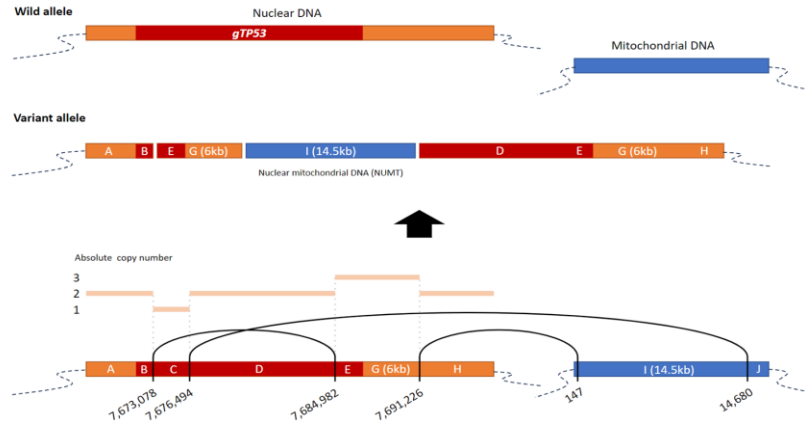 Wild allele
Nuclear DNA
gTP53
Mitochondrial DNA
Variant allele
A B E G (6kb) I (14.5kb) D E G (6kb) H
Nuclear mitochondrial DNA (NUMT)
Absolute copy number
3
2
1
A B C D E G (6kb) H I (14.5kb) J
7,673,078 7,676,494 7,684,982 7,691,226 147 14,680